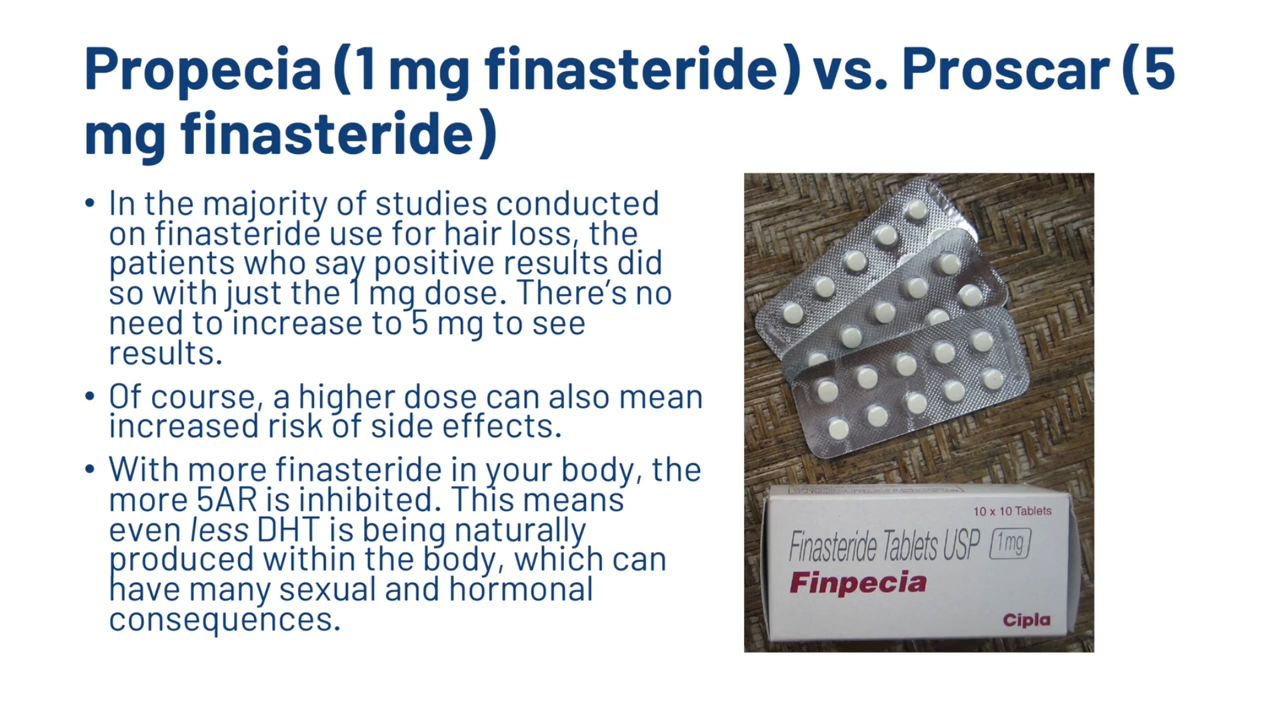 Propecia (1 mg finasteride) vs. Proscar (5
mg finasteride)
• In the majority of studies conducted
on finasteride use for hair loss, the
patients who say positive results did
so with just the 1 mg dose. There’s no
need to increase to 5 mg to see
results.
• Of course, a higher dose can also mean
increased risk of side effects.
• With more finasteride in your body, the
more 5AR is inhibited. This means
even less DHT is being naturally
produced within the body, which can
have many sexual and hormonal
consequences.
10 x 10 Tablets
Finasteride Tablets USP 1mg
Finpecia
Cipla